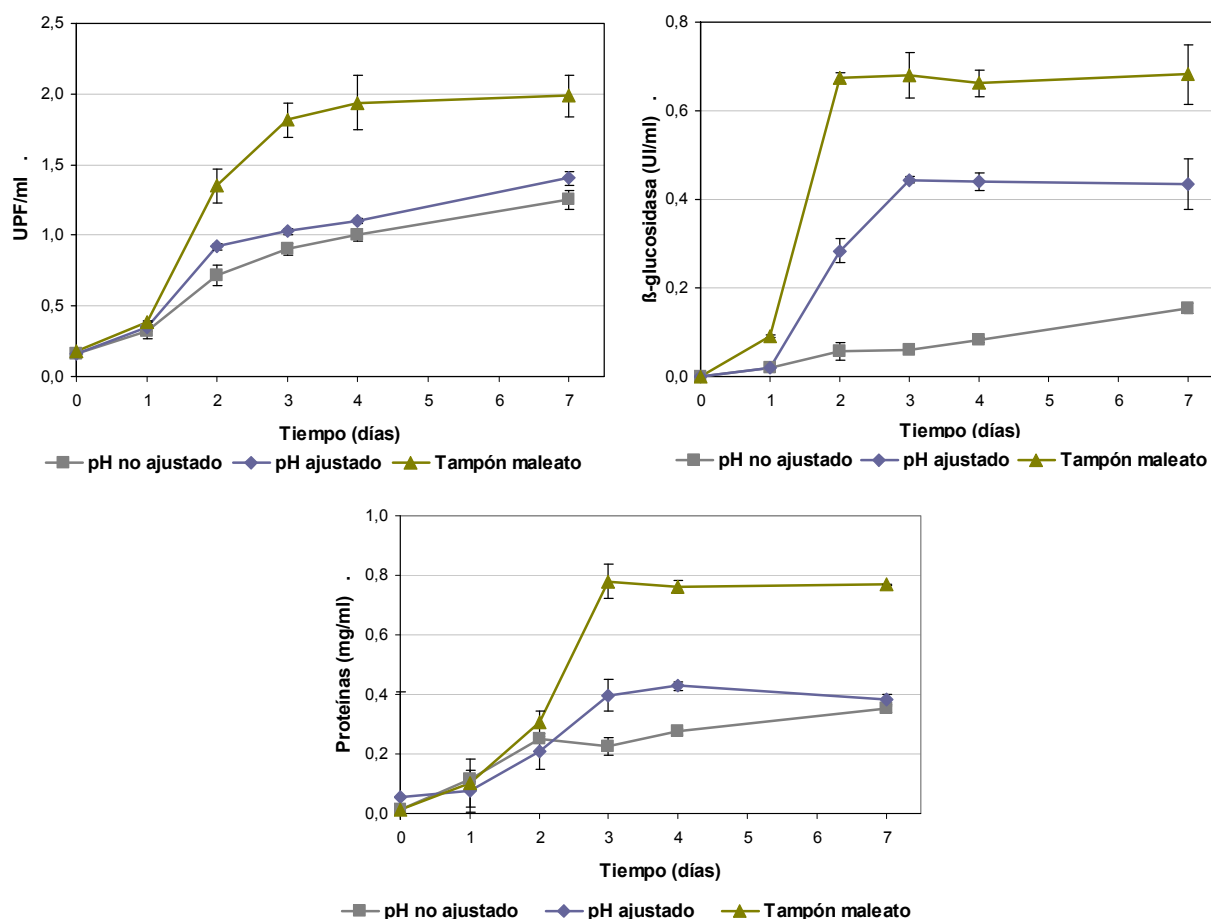 2,5
2,0
1,5
1,0
0,5
0,0
UPF/ml .
0 1 2 3 4 5 6 7
Tiempo (días)
pH no ajustado pH ajustado Tampón maleato
0,8
0,6
0,4
0,2
0,0
ß-glucosidasa (UI/ml) .
0 1 2 3 4 5 6 7
Tiempo (días)
pH no ajustado pH ajustado Tampón maleato
1,0
0,8
0,6
0,4
0,2
0,0
Proteínas (mg/ml) .
0 1 2 3 4 5 6 7
Tiempo (días)
pH no ajustado pH ajustado Tampón maleato